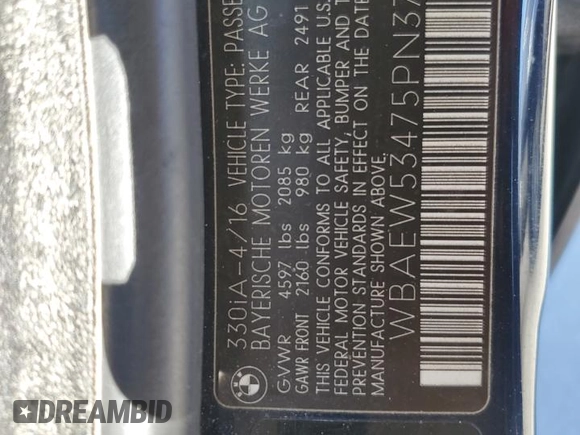 330iA-4/16 VEHICLE TYPE: PASSE
BAYERISCHE MOTOREN WERKE AG
GVWR 4597 lbs 2085 kg
GAWR FRONT 2160 lbs 980 kg REAR 2491
THIS VEHICLE CONFORMS TO ALL APPLICABLE U.S.
FEDERAL MOTOR VEHICLE SAFETY, BUMPER AND
PREVENTION STANDARDS IN EFFECT ON THE DATE
MANUFACTURE SHOWN ABOVE.
WBAEW53475PN37
DREAMBID